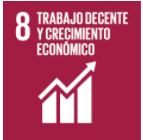 8 TRABAJO DECENTE
Y CRECIMIENTO
ECONÓMICO